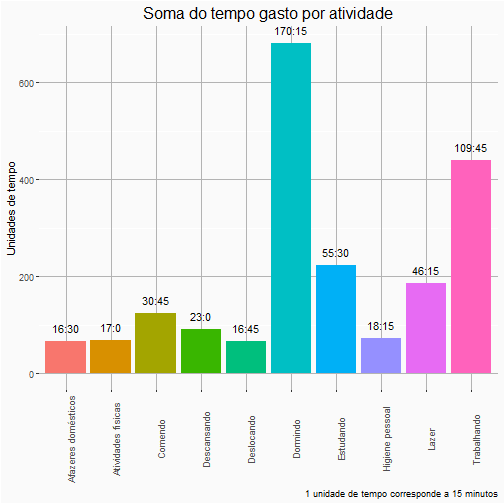 Soma do tempo gasto por atividade
Unidades de tempo
600
400
200
0
16:30
17:0
30:45
23:0
16:45
170:15
55:30
18:15
46:15
109:45
Afazeres domésticos
Atividades físicas
Comendo
Descansando
Deslocando
Dormindo
Estudando
Higiene pessoal
Lazer
Trabalhando
1 unidade de tempo corresponde a 15 minutos